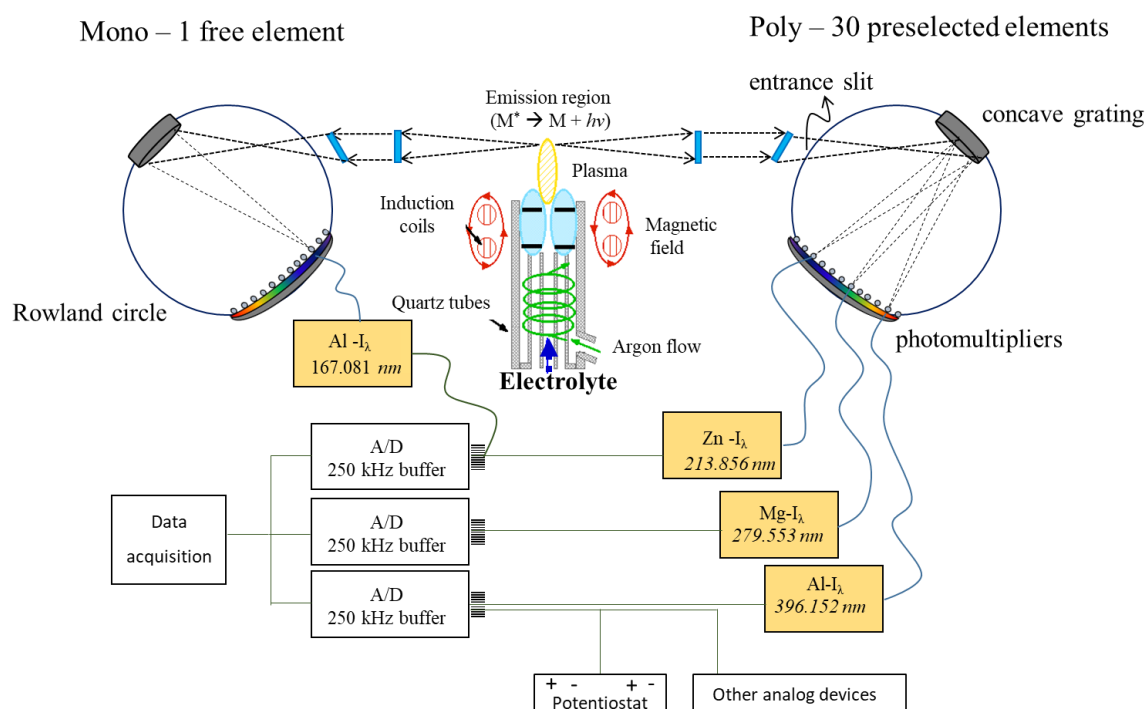 Mono – 1 free element
Poly – 30 preselected elements
entrance slit
concave grating
Emission region
(M* → M + hν)
Plasma
Induction
coils
Magnetic
field
Rowland circle
Quartz tubes
Argon flow
photomultipliers
Electrolyte
Al -Iλ
167.081 nm
Zn -Iλ
213.856 nm
A/D
250 kHz buffer
Mg-Iλ
279.553 nm
Data
acquisition
A/D
250 kHz buffer
Al-Iλ
396.152 nm
A/D
250 kHz buffer
+ - + -
Potentiostat
Other analog devices